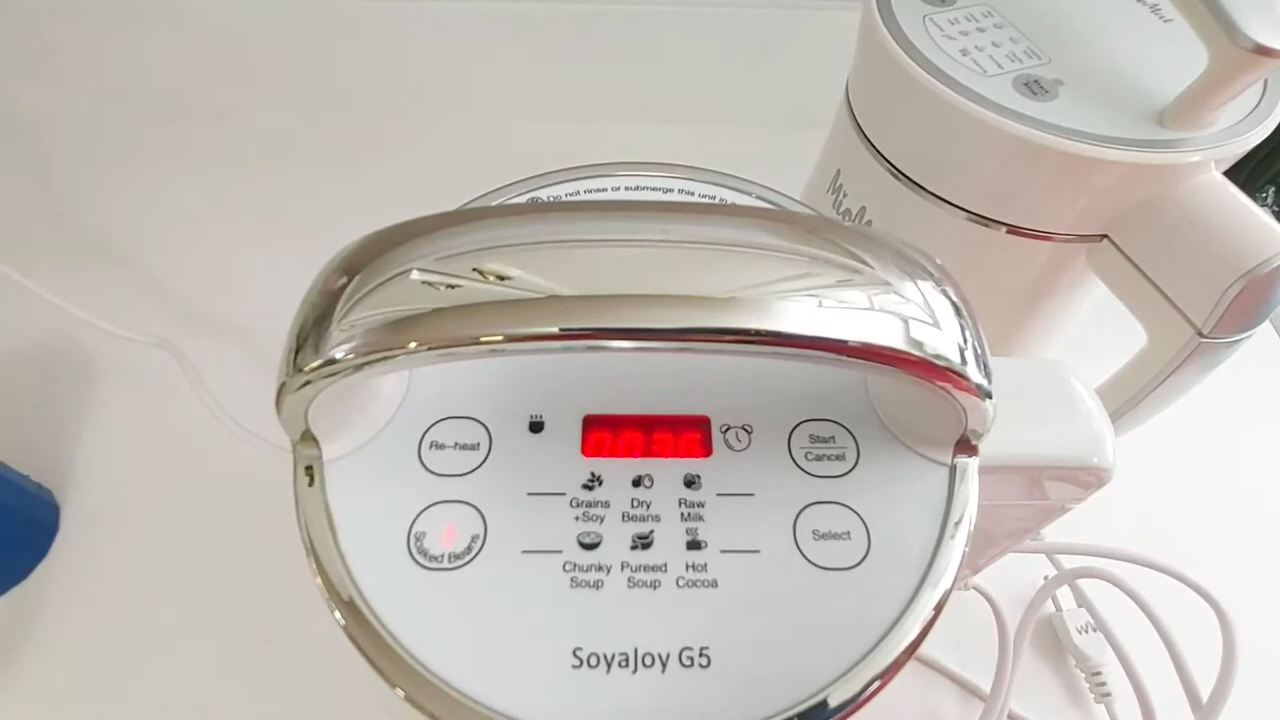 Do not rinse or submerge this unit in
Re-heat
Start
Cancel
Grains
+Soy
Dry
Beans
Raw
Milk
Soaked Beans
Select
Chunky
Soup
Pureed
Soup
Hot
Cocoa
SoyaJoy G5